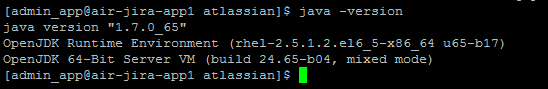 [admin_app@air-jira-app1 atlassian]$ java -version
java version "1.7.0_65"
OpenJDK Runtime Environment (rhel-2.5.1.2.el6_5-x86_64 u65-b17)
OpenJDK 64-Bit Server VM (build 24.65-b04, mixed mode)
[admin_app@air-jira-app1 atlassian]$